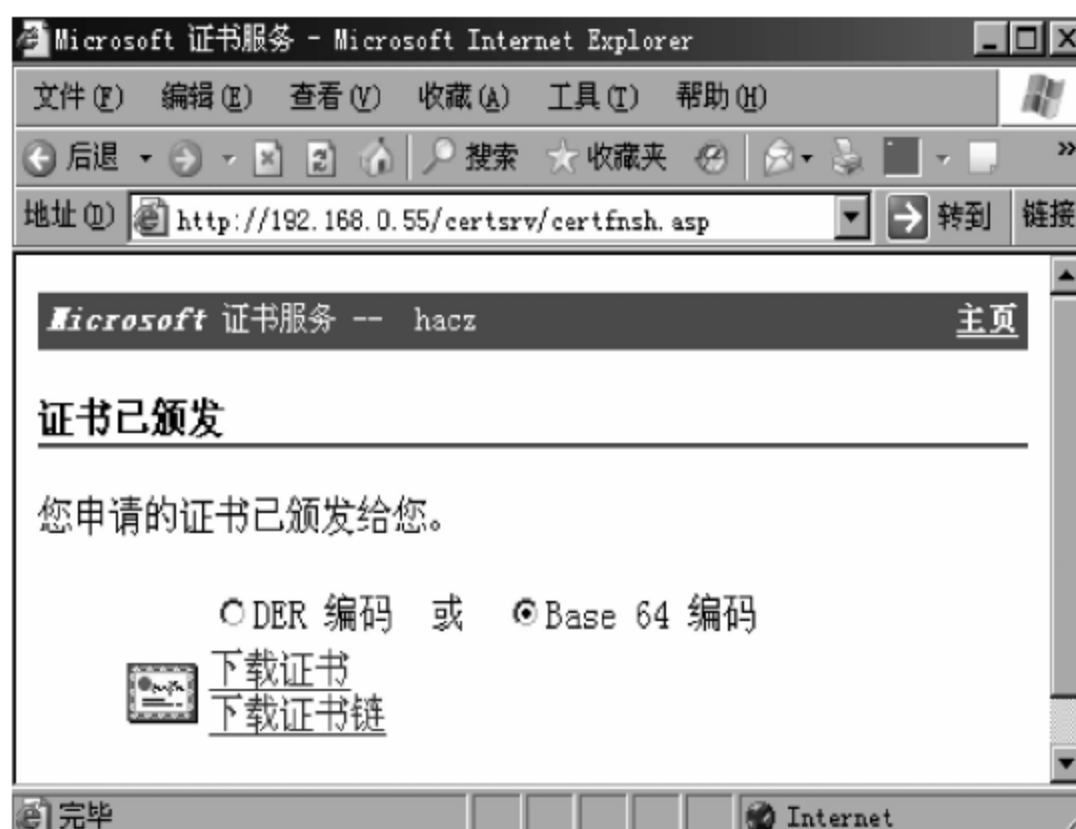 Microsoft 证书服务 - Microsoft Internet Explorer
文件(F) 编辑(E) 查看(V) 收藏(A) 工具(T) 帮助(H)
后退 搜索 收藏夹 »
地址(D) http://192.168.0.55/certsrv/certfnsh.asp 转到 链接
Microsoft 证书服务 -- hacz 主页
证书已颁发
您申请的证书已颁发给您。
DER 编码 或 Base 64 编码
下载证书
下载证书链
完毕 Internet